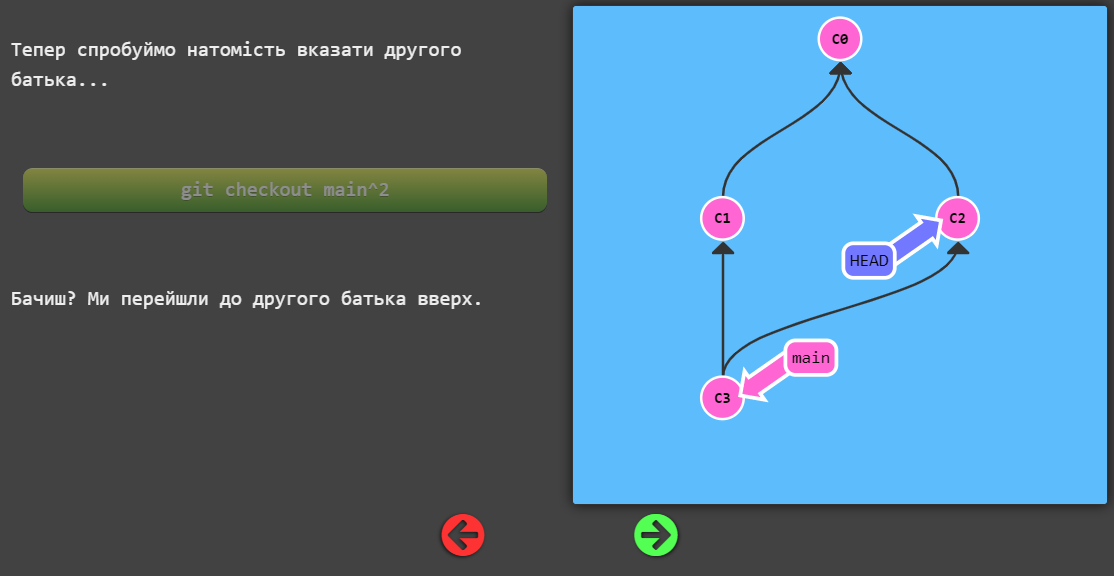 Тепер спробуймо натомість вказати другого
батька...
git checkout main^2
Бачиш? Ми перейшли до другого батька вверх.
C0
C1
C2
HEAD
main
C3